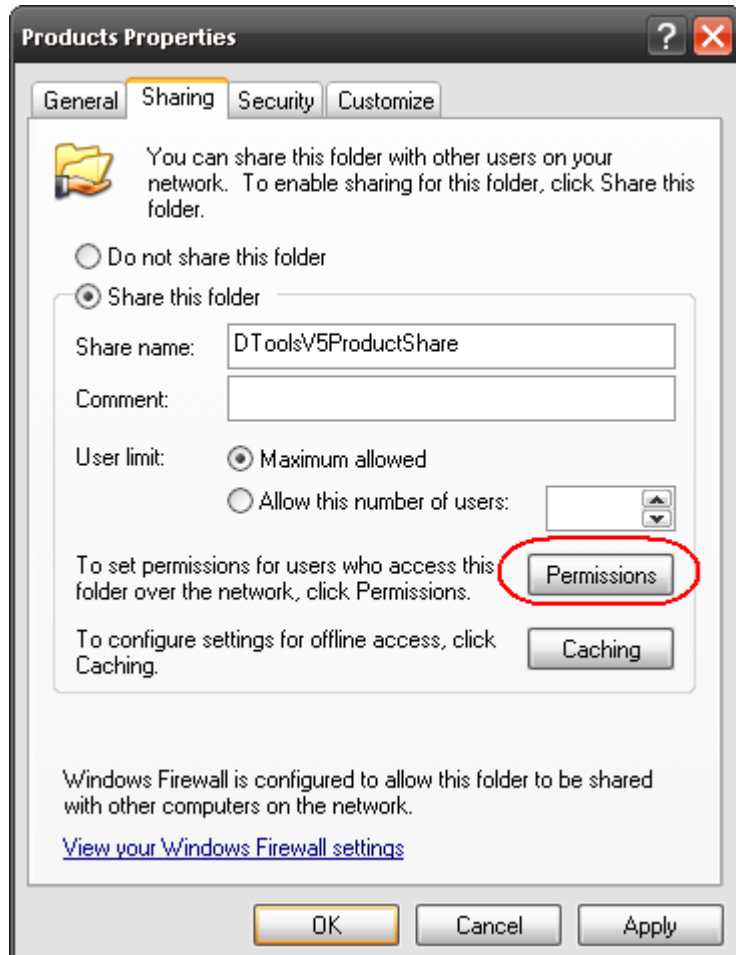 Products Properties
General Sharing Security Customize
You can share this folder with other users on your
network. To enable sharing for this folder, click Share this
folder.
Do not share this folder
Share this folder
Share name: DToolsV5ProductShare
Comment:
User limit: Maximum allowed
Allow this number of users:
To set permissions for users who access this
folder over the network, click Permissions.
Permissions
To configure settings for offline access, click
Caching.
Caching
Windows Firewall is configured to allow this folder to be shared
with other computers on the network.
View your Windows Firewall settings
OK Cancel Apply